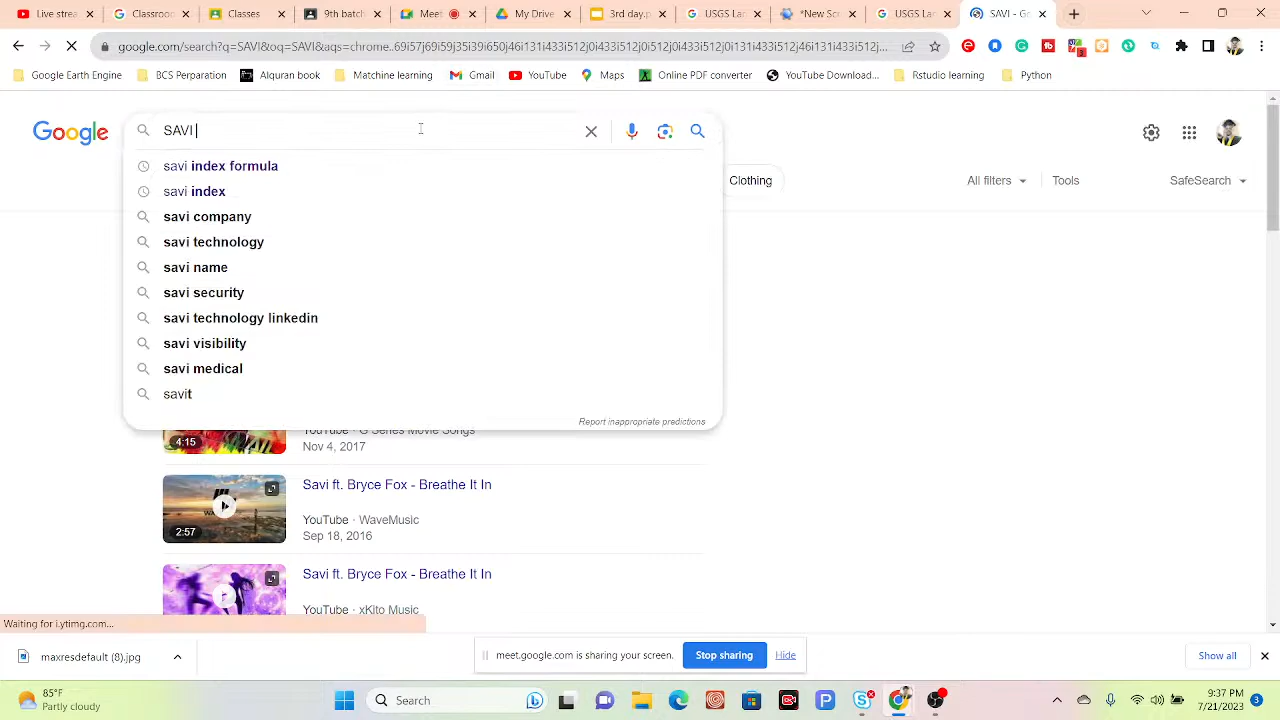 live strea
Classroom
Classes
9th batch
Meet
My Drive
3rd day.p
USGS Lan
*New Scri
USGS Lan
SAVI - Go
google.com/search?q=SAVI&oq=SAVI&aqs=chrome.
Google Earth Engine
BCS Perparation
Alquran book
Matchine learning
Gmail
YouTube
Maps
Online PDF converter
YouTube Download...
Rstudio learning
Python
Google
SAVI
savi index formula
savi index
savi company
savi technology
savi name
savi security
savi technology linkedin
savi visibility
savi medical
savit
Report inappropriate predictions
Clothing
All filters
Tools
SafeSearch
4:15
YouTube · G Series Movie Songs
Nov 4, 2017
2:57
Savi ft. Bryce Fox - Breathe It In
YouTube · WaveMusic
Sep 18, 2016
Savi ft. Bryce Fox - Breathe It In
YouTube · xKito Music
Waiting for i.ytimg.com...
maxresdefault (8).jpg
meet.google.com is sharing your screen.
Stop sharing
Hide
Show all
85°F
Partly cloudy
Search
9:37 PM
7/21/2023
3